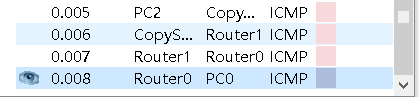 0.005 PC2 Copy... ICMP
0.006 CopyS... Router1 ICMP
0.007 Router1 Router0 ICMP
0.008 Router0 PC0 ICMP